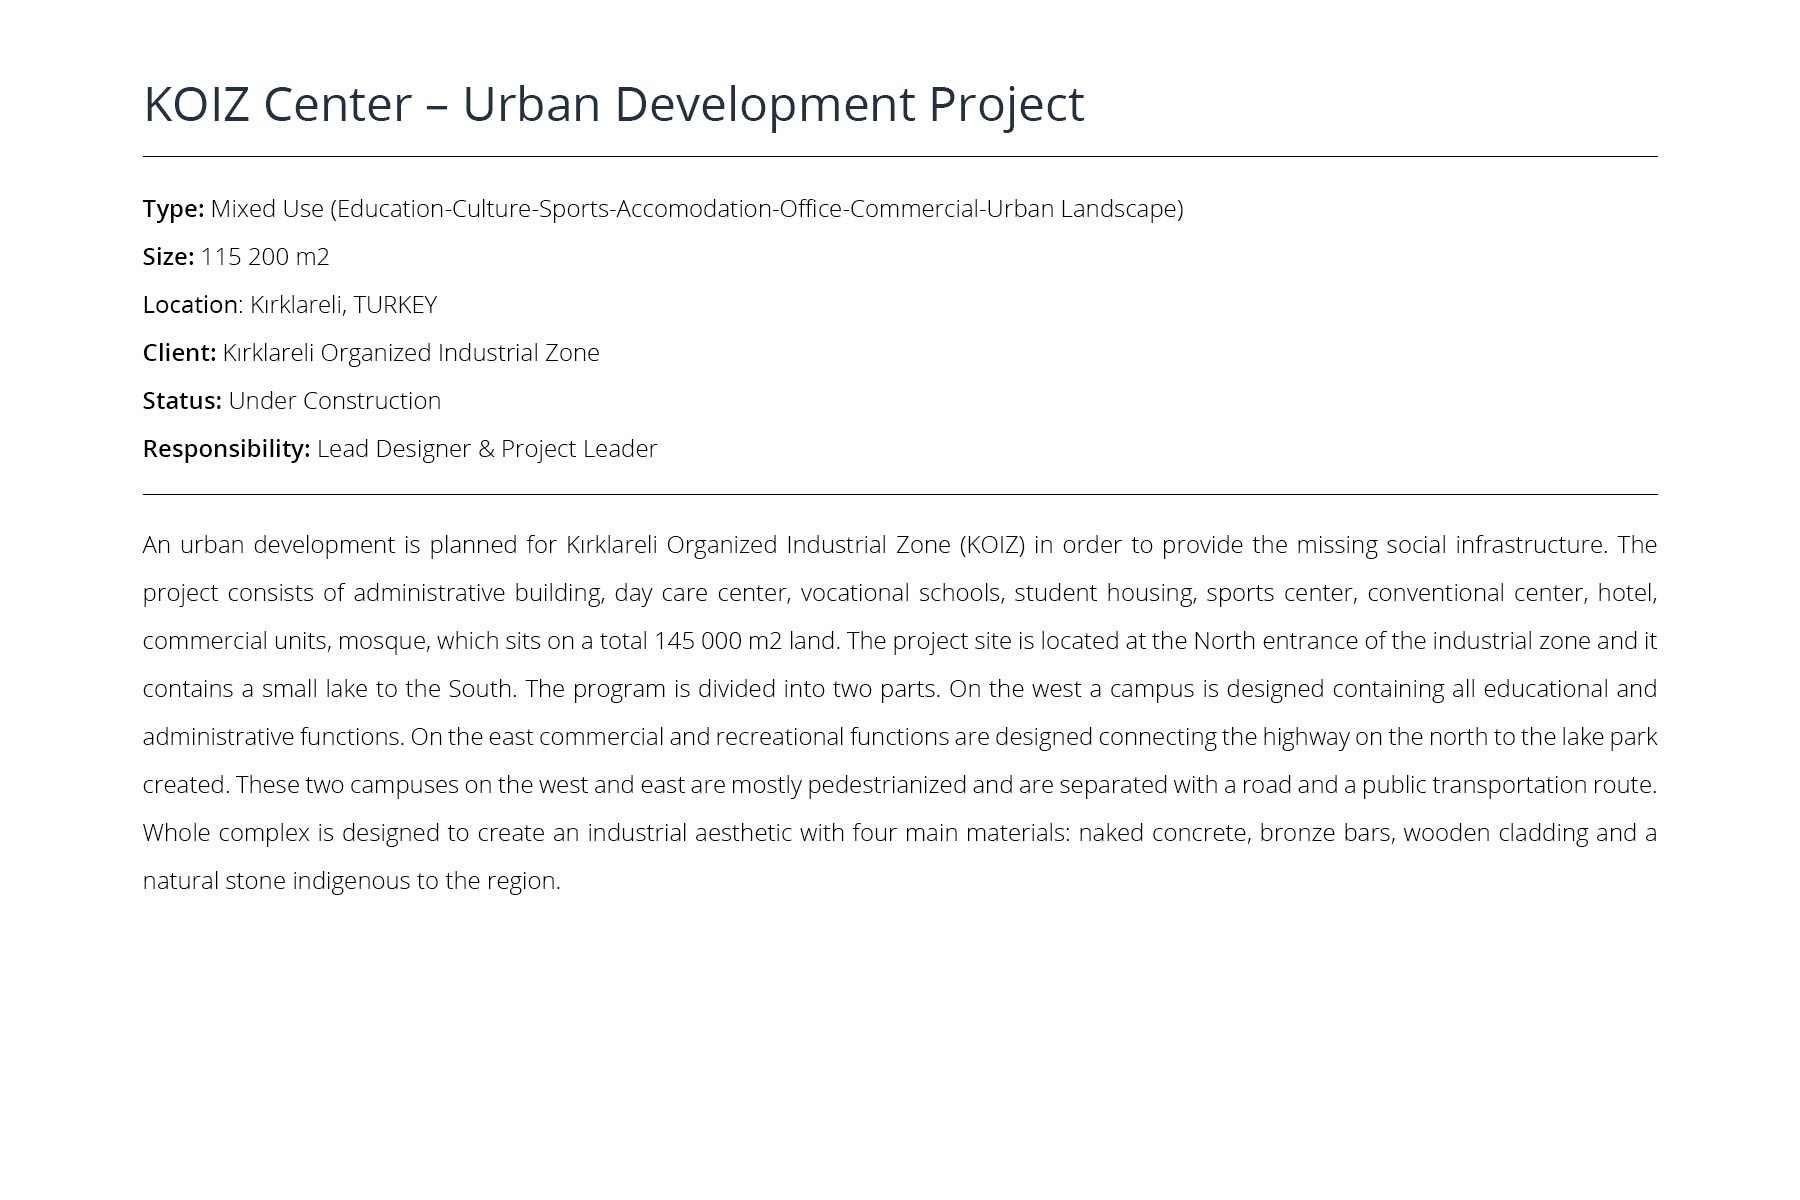 KOIZ Center – Urban Development Project
Type: Mixed Use (Education-Culture-Sports-Accomodation-Office-Commercial-Urban Landscape)
Size: 115 200 m2
Location: Kırklareli, TURKEY
Client: Kırklareli Organized Industrial Zone
Status: Under Construction
Responsibility: Lead Designer & Project Leader
An urban development is planned for Kırklareli Organized Industrial Zone (KOIZ) in order to provide the missing social infrastructure. The
project consists of administrative building, day care center, vocational schools, student housing, sports center, conventional center, hotel,
commercial units, mosque, which sits on a total 145 000 m2 land. The project site is located at the North entrance of the industrial zone and it
contains a small lake to the South. The program is divided into two parts. On the west a campus is designed containing all educational and
administrative functions. On the east commercial and recreational functions are designed connecting the highway on the north to the lake park
created. These two campuses on the west and east are mostly pedestrianized and are separated with a road and a public transportation route.
Whole complex is designed to create an industrial aesthetic with four main materials: naked concrete, bronze bars, wooden cladding and a
natural stone indigenous to the region.